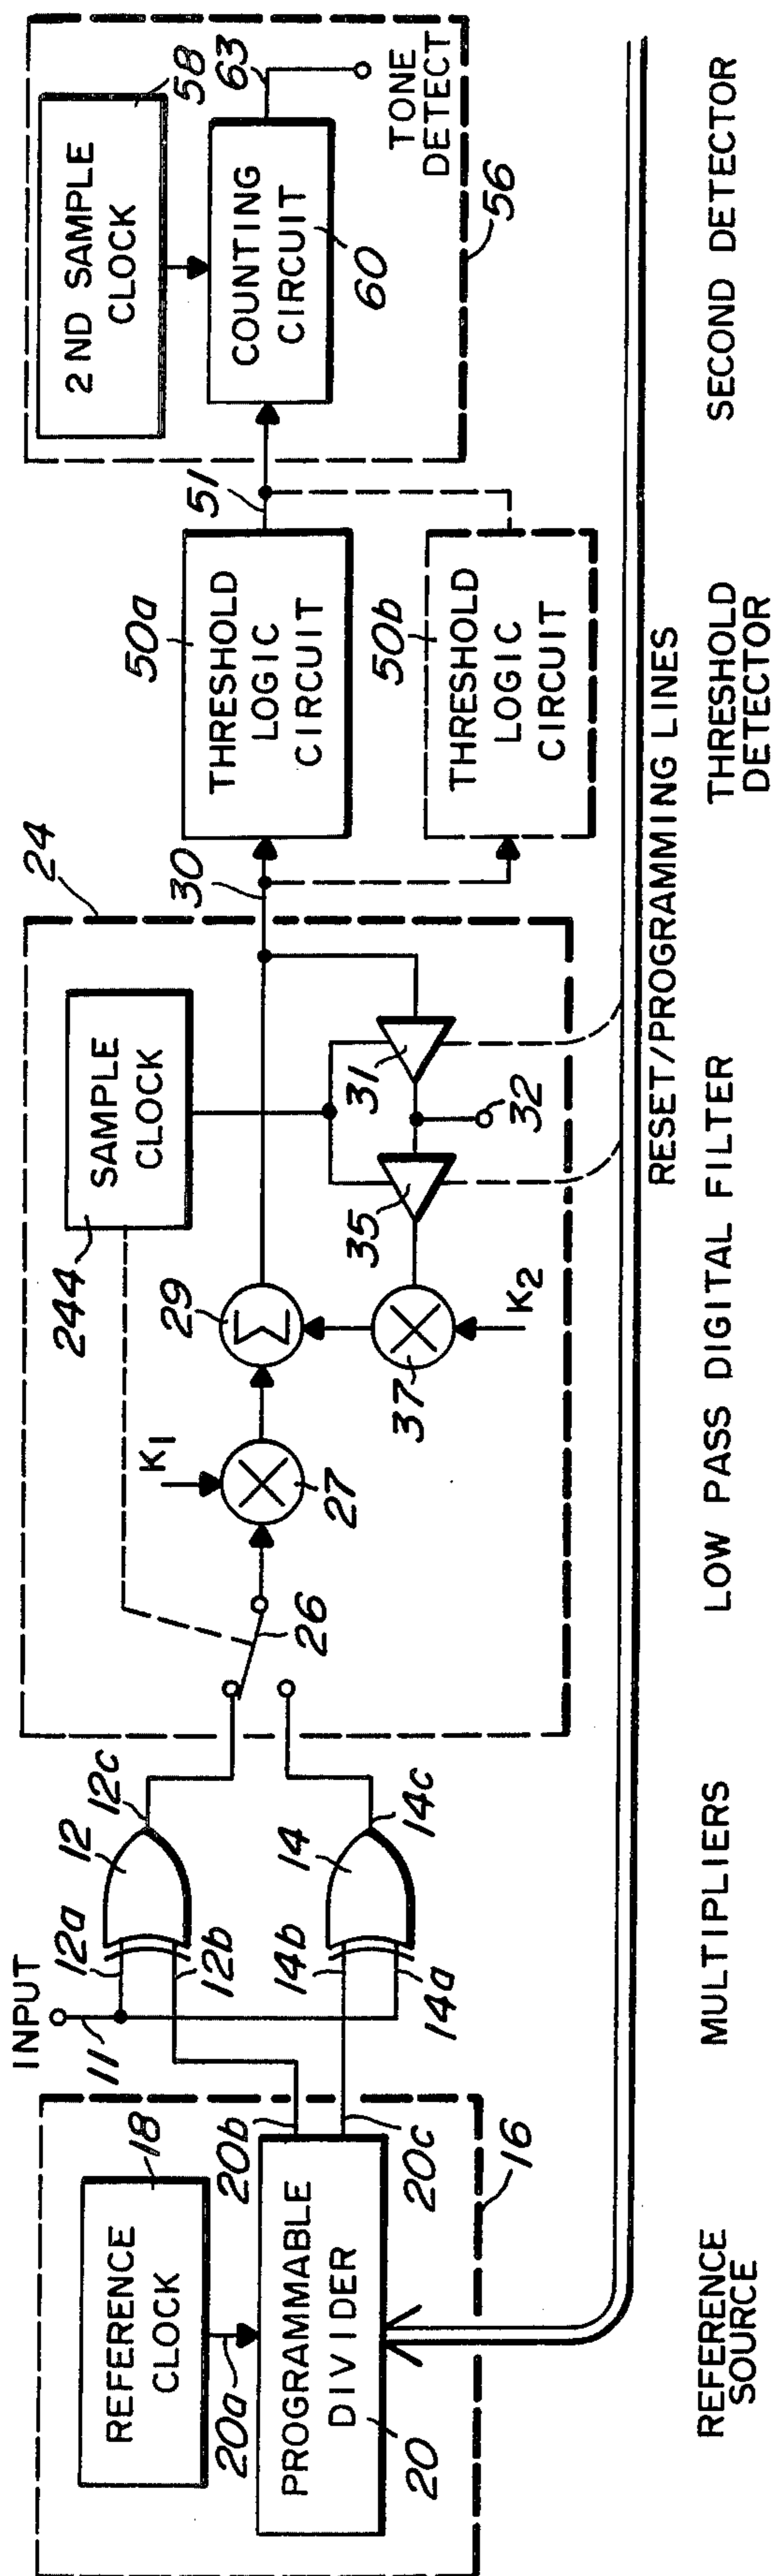 INPUT
11
12a
12b
12
12c
14b
14a
14
14c
REFERENCE
CLOCK
18
20a
PROGRAMMABLE
DIVIDER
20
20b
20c
16
K1
27
26
244
SAMPLE
CLOCK
24
29
37
K2
35
31
32
30
50a
THRESHOLD
LOGIC
CIRCUIT
50b
THRESHOLD
LOGIC
CIRCUIT
51
2ND SAMPLE
CLOCK
58
COUNTING
CIRCUIT
60
63
TONE
DETECT
56
RESET/PROGRAMMING LINES
REFERENCE
SOURCE
MULTIPLIERS
LOW PASS DIGITAL FILTER
THRESHOLD
DETECTOR
SECOND DETECTOR